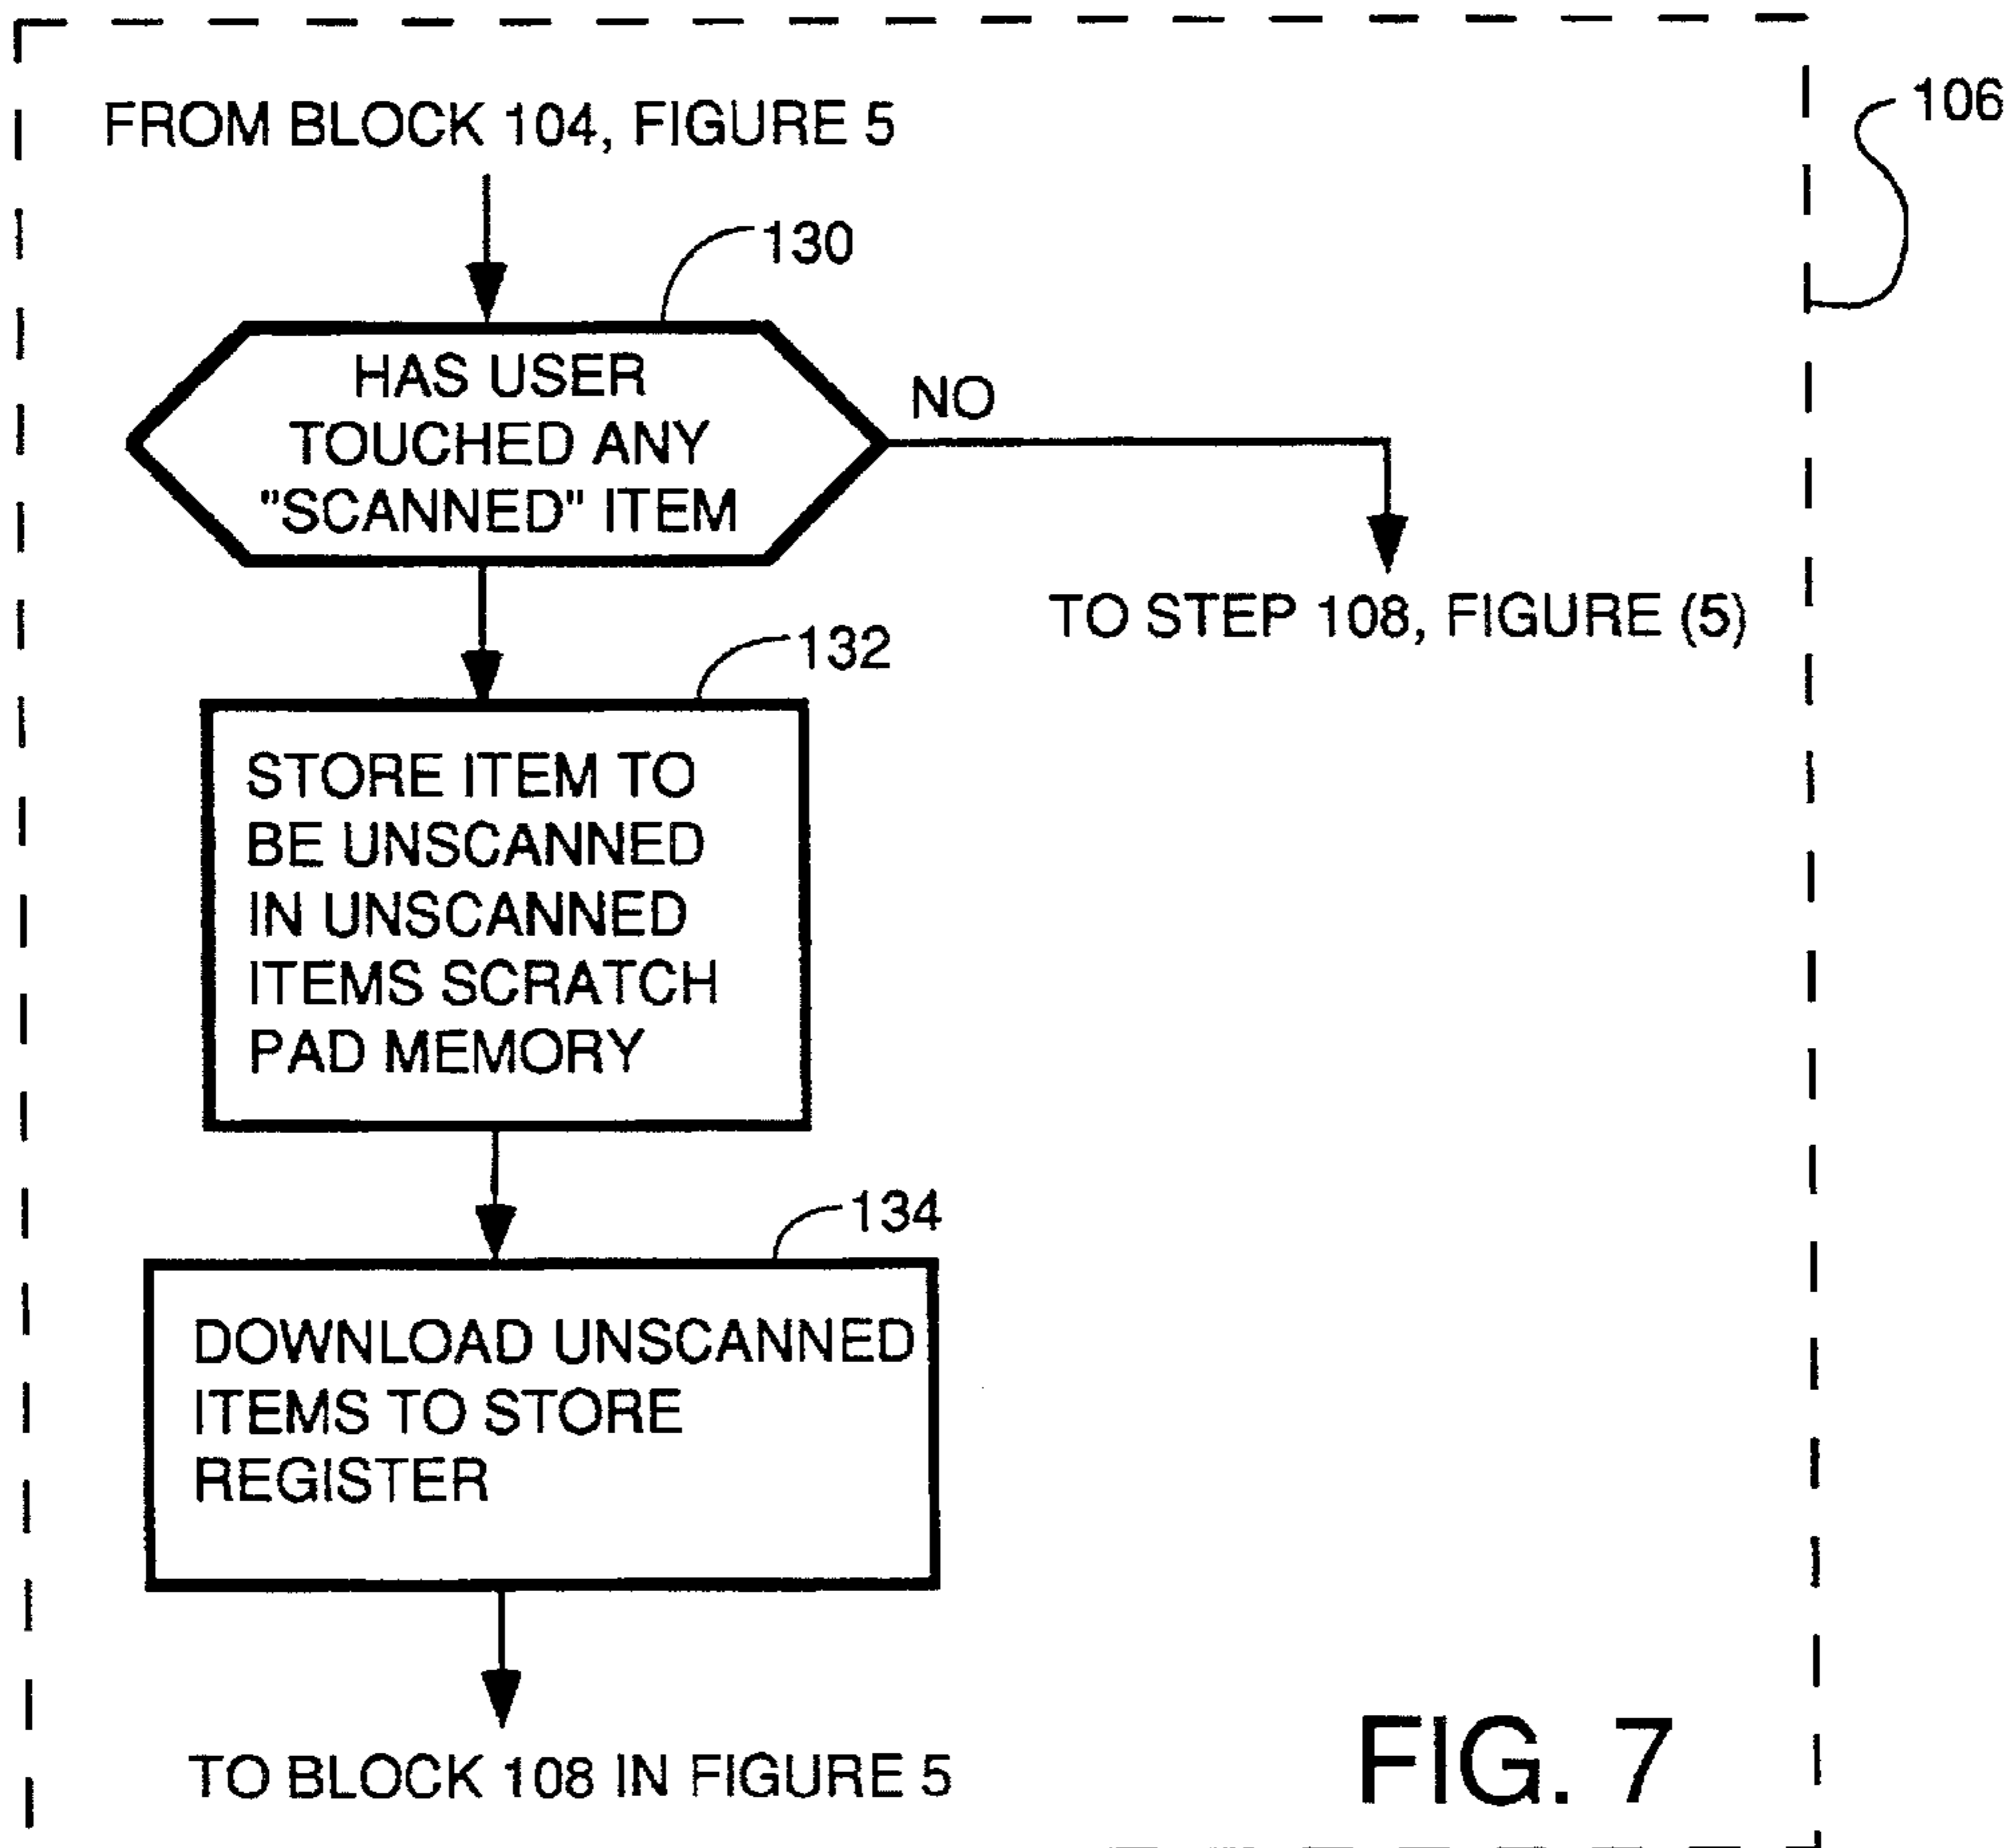 FROM BLOCK 104, FIGURE 5
106
130
HAS USER
TOUCHED ANY
"SCANNED" ITEM
NO
TO STEP 108, FIGURE (5)
132
STORE ITEM TO
BE UNSCANNED
IN UNSCANNED
ITEMS SCRATCH
PAD MEMORY
134
DOWNLOAD UNSCANNED
ITEMS TO STORE
REGISTER
TO BLOCK 108 IN FIGURE 5
FIG. 7